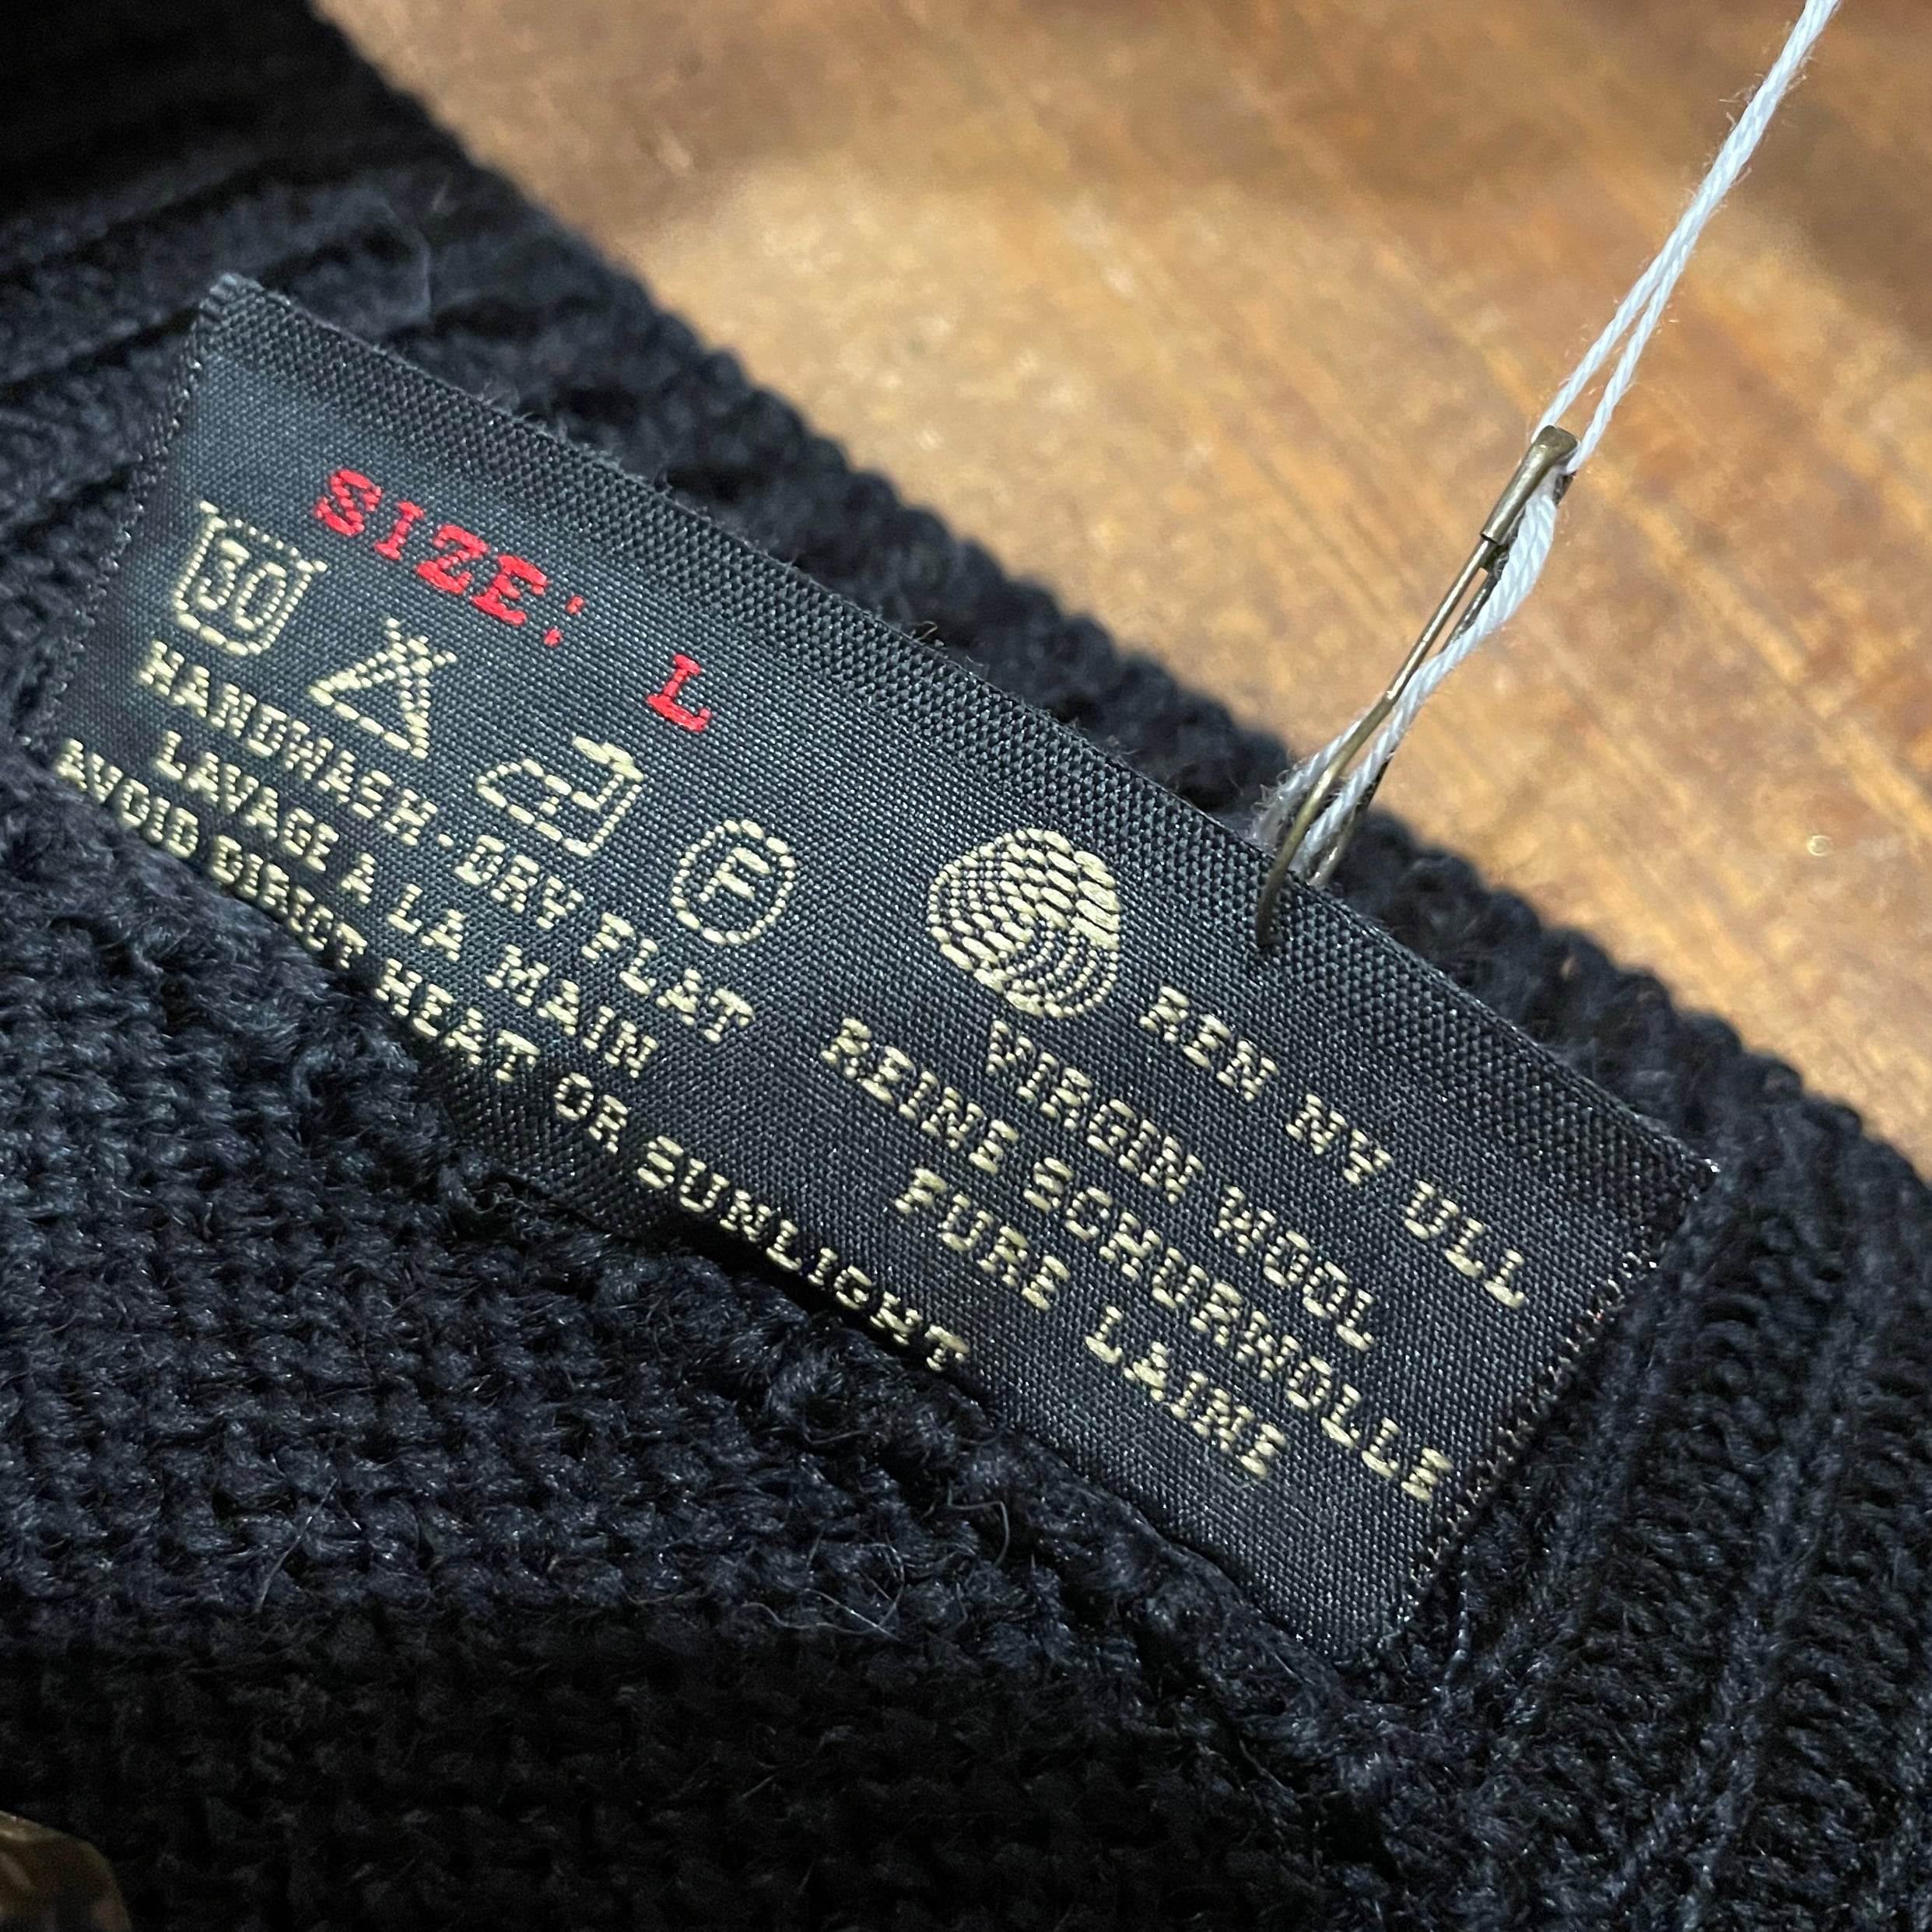 SIZE: L
30
F
HANDWASH-DRY FLAT
LAVAGE A LA MAIN
AVOID DIRECT HEAT OR SUNLIGHT
REN NY ULL
VIRGIN WOOL
REINE SCHURWOLLE
PURE LAINE